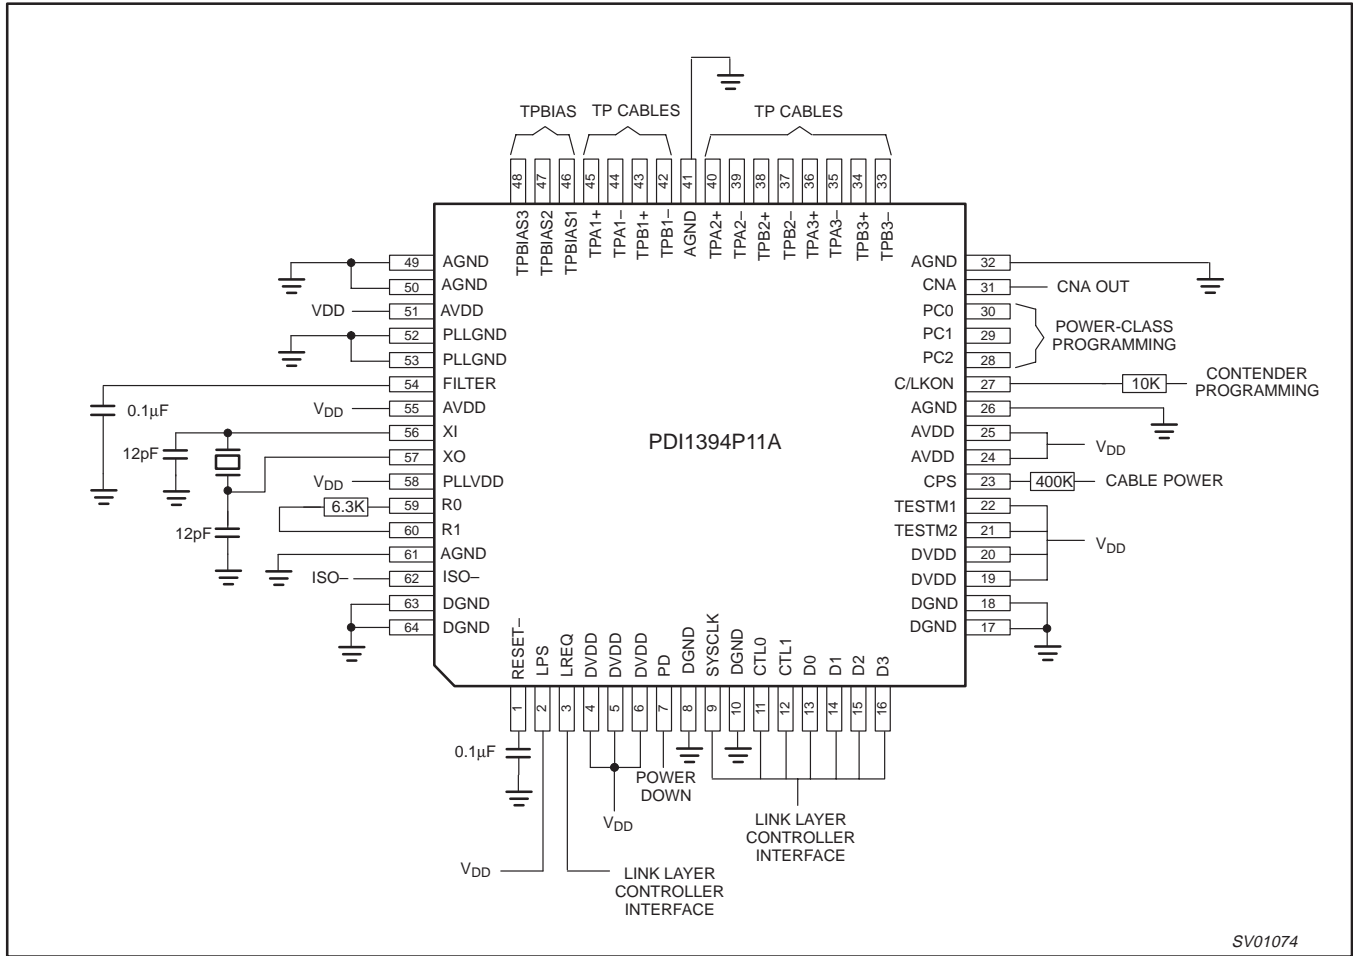 TPBIAS TP CABLES TP CABLES
48 47 46 45 44 43 42 41 40 39 38 37 36 35 34 33
TPBIAS3 TPBIAS2 TPBIAS1 TPA1+ TPA1– TPB1+ TPB1– AGND TPA2+ TPA2– TPB2+ TPB2– TPA3+ TPA3– TPB3+ TPB3–
49 AGND
50 AGND
VDD 51 AVDD
52 PLLGND
53 PLLGND
54 FILTER
0.1μF
VDD 55 AVDD
56 XI
12pF
57 XO
VDD 58 PLLVDD
6.3K 59 R0
60 R1
12pF
61 AGND
ISO– 62 ISO–
63 DGND
64 DGND
PDI1394P11A
AGND 32
CNA 31 CNA OUT
PC0 30
PC1 29
PC2 28
POWER-CLASS
PROGRAMMING
C/LKON 27 10K
CONTENDER
PROGRAMMING
AGND 26
AVDD 25
AVDD 24
VDD
CPS 23 400K CABLE POWER
TESTM1 22
TESTM2 21
VDD
DVDD 20
DVDD 19
DGND 18
DGND 17
RESET– LPS LREQ DVDD DVDD DVDD PD DGND SYSCLK DGND CTL0 CTL1 D0 D1 D2 D3
1 2 3 4 5 6 7 8 9 10 11 12 13 14 15 16
0.1μF
POWER
DOWN
VDD
LINK LAYER
CONTROLLER
INTERFACE
VDD
LINK LAYER
CONTROLLER
INTERFACE
SV01074